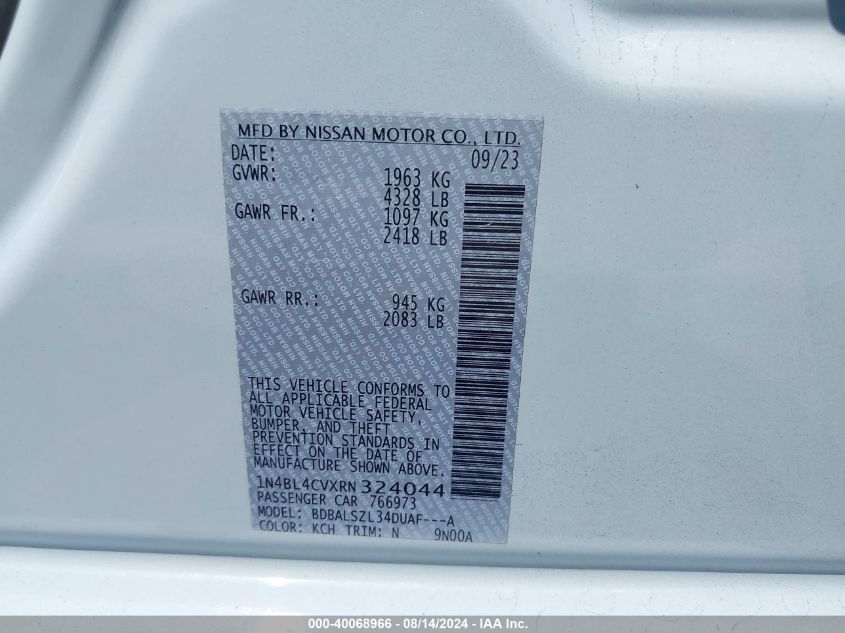 MFD BY NISSAN MOTOR CO., LTD.
DATE: 09/23
GVWR: 1963 KG
4328 LB
GAWR FR.: 1097 KG
2418 LB
GAWR RR.: 945 KG
2083 LB
THIS VEHICLE CONFORMS TO
ALL APPLICABLE FEDERAL
MOTOR VEHICLE SAFETY,
BUMPER, AND THEFT
PREVENTION STANDARDS IN
EFFECT ON THE DATE OF
MANUFACTURE SHOWN ABOVE.
1N4BL4CVXRN324044
PASSENGER CAR 766973
MODEL: BDBALSZL34DUAF---A
COLOR: KCH TRIM: N 9N00A
000-40068966 - 08/14/2024 - IAA Inc.